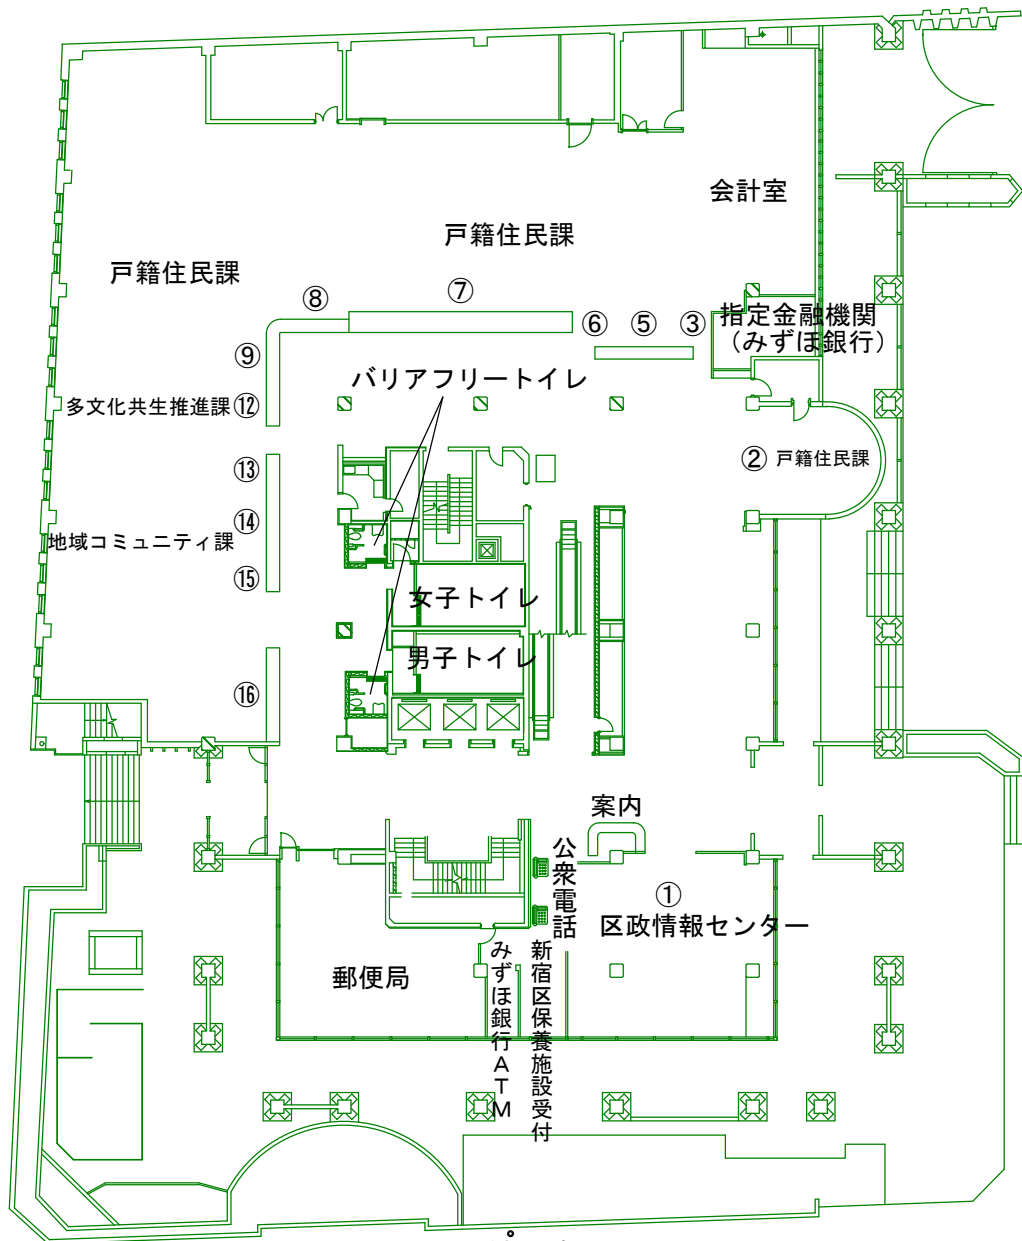 会計室
戸籍住民課
戸籍住民課
⑧
⑦
⑥
⑤
③
指定金融機関
（みずほ銀行）
⑨
バリアフリートイレ
多文化共生推進課⑫
② 戸籍住民課
⑬
⑭
地域コミュニティ課
⑮
女子トイレ
男子トイレ
⑯
案内
公衆電話
①
区政情報センター
郵便局
みずほ銀行ATM
新宿区保養施設受付